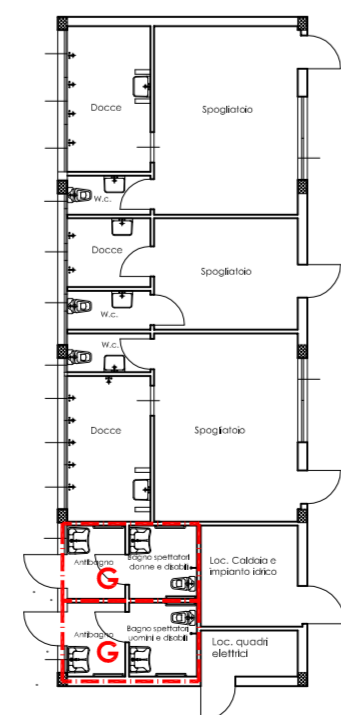 Docce
Spogliatoio
W.c.
Docce
Spogliatoio
W.c.
W.c.
Docce
Spogliatoio
Antibagno
G
Bagno spettatori
donne e disabili
Loc. Caldaia e
impianto idrico
Antibagno
G
Bagno spettatori
uomini e disabili
Loc. quadri
elettrici